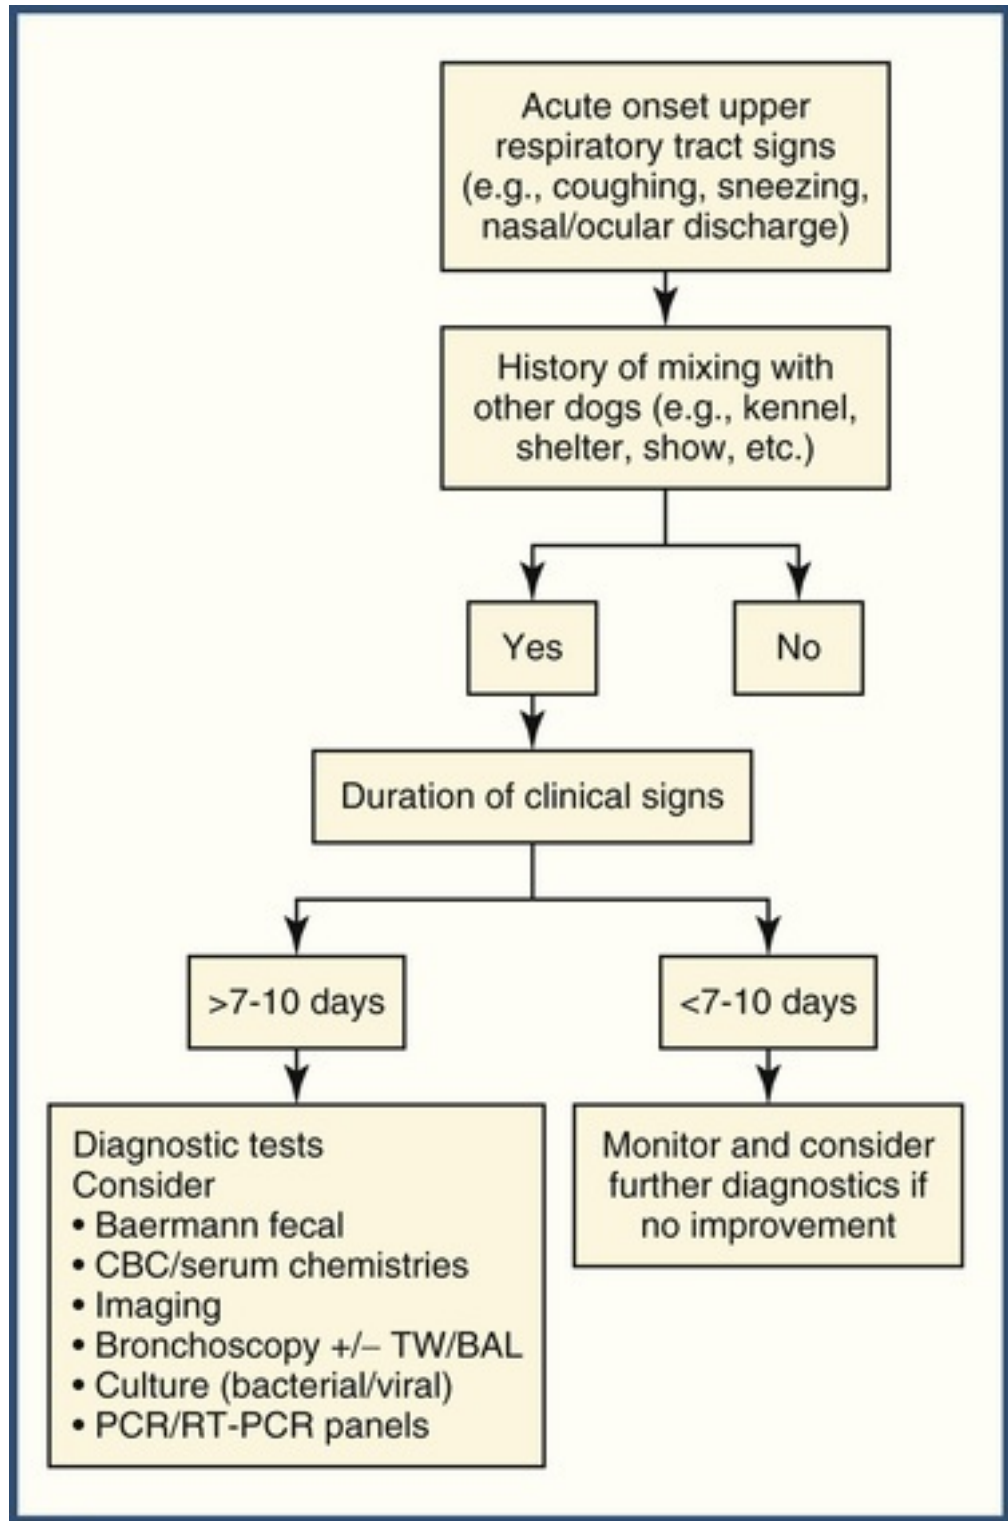 Acute onset upper
respiratory tract signs
(e.g., coughing, sneezing,
nasal/ocular discharge)
History of mixing with
other dogs (e.g., kennel,
shelter, show, etc.)
Yes
No
Duration of clinical signs
>7-10 days
<7-10 days
Diagnostic tests
Consider
• Baermann fecal
• CBC/serum chemistries
• Imaging
• Bronchoscopy +/– TW/BAL
• Culture (bacterial/viral)
• PCR/RT-PCR panels
Monitor and consider
further diagnostics if
no improvement